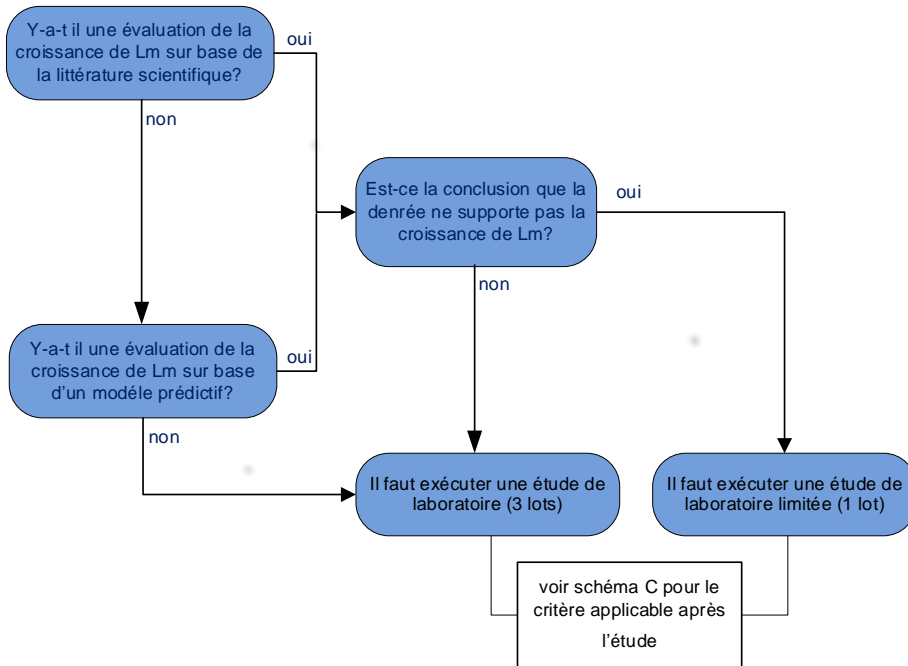 Y-a-t il une évaluation de la
croissance de Lm sur base de
la littérature scientifique?
oui
non
Est-ce la conclusion que la
denrée ne supporte pas la
croissance de Lm?
oui
non
Y-a-t il une évaluation de la
croissance de Lm sur base
d'un modéle prédictif?
oui
non
Il faut exécuter une étude de
laboratoire (3 lots)
Il faut exécuter une étude de
laboratoire limitée (1 lot)
voir schéma C pour le
critère applicable après
l'étude